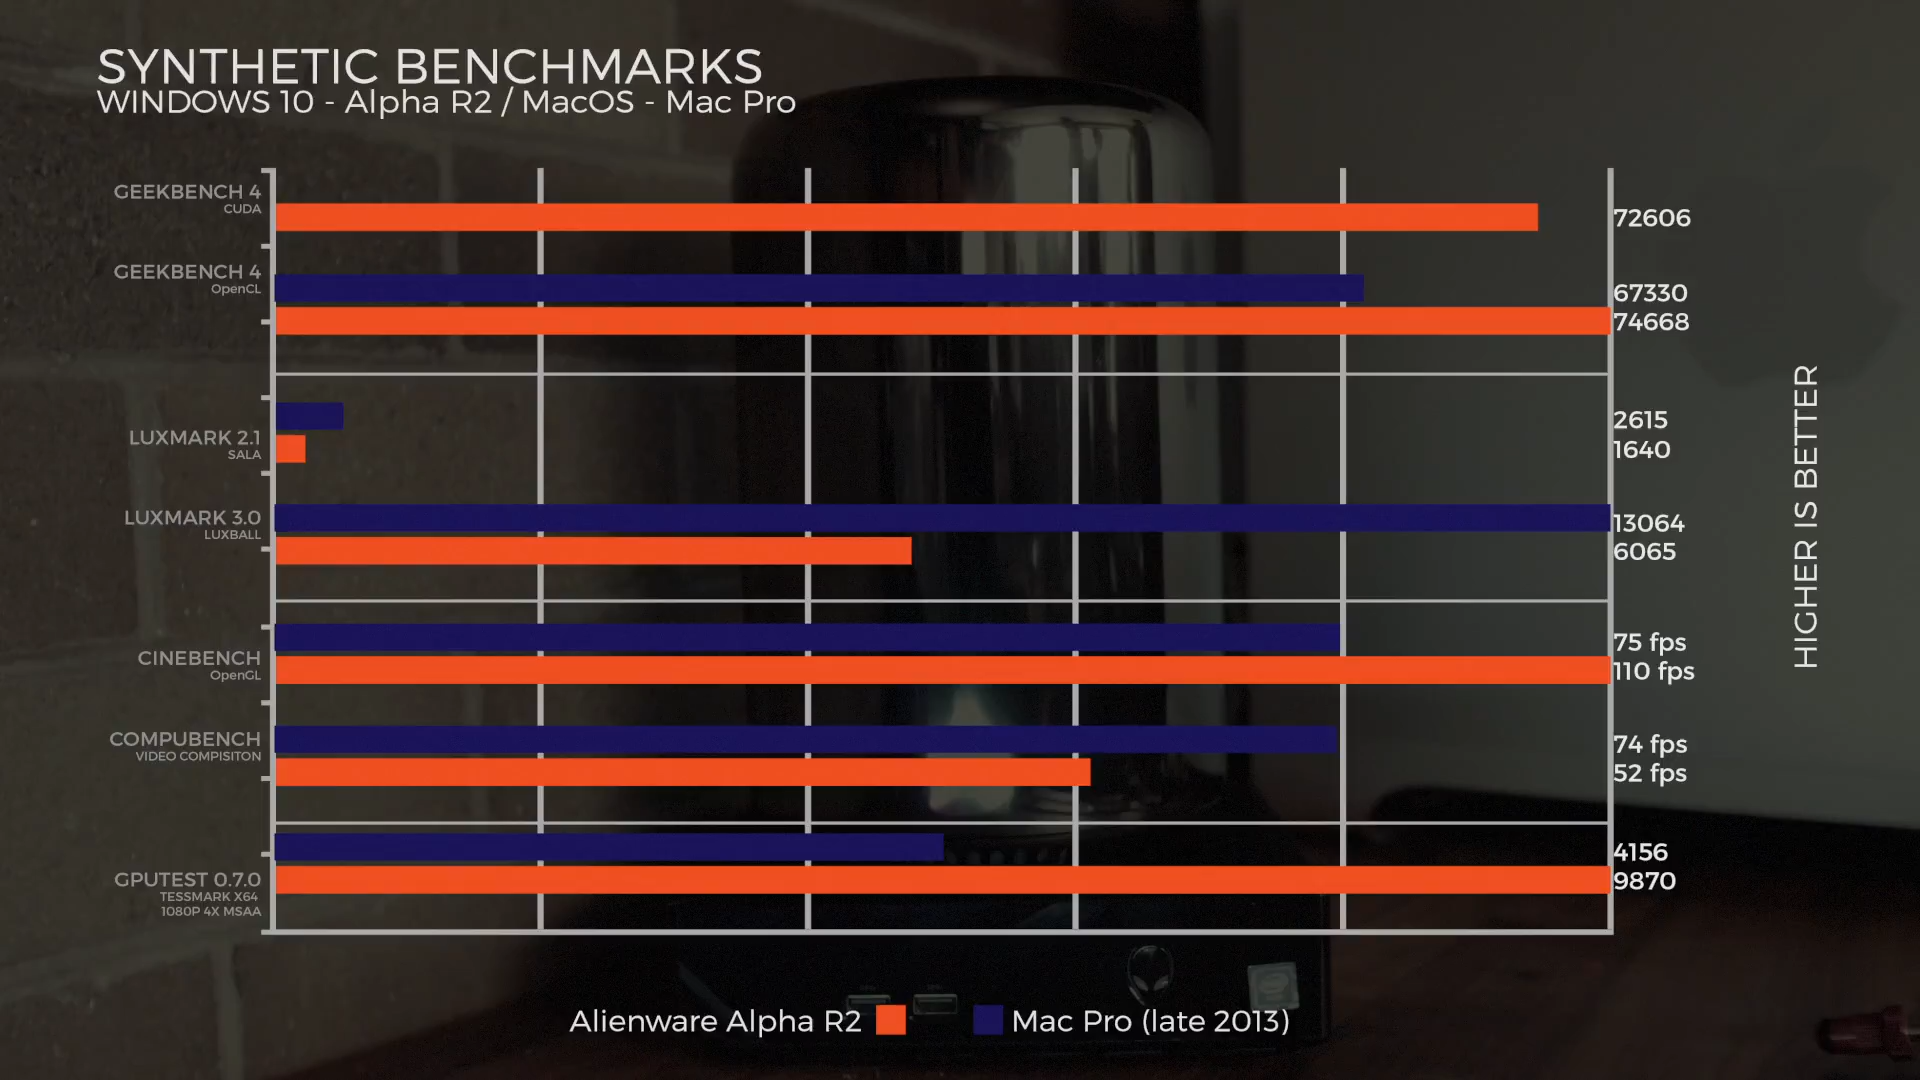 SYNTHETIC BENCHMARKS
WINDOWS 10 - Alpha R2 / MacOS - Mac Pro
GEEKBENCH 4
CUDA
72606
GEEKBENCH 4
OpenCL
67330
74668
LUXMARK 2.1
SALA
2615
1640
LUXMARK 3.0
LUXBALL
13064
6065
CINEBENCH
OpenGL
75 fps
110 fps
COMPUBENCH
VIDEO COMPISITON
74 fps
52 fps
GPUTEST 0.7.0
TESSMARK X64
1080P 4X MSAA
4156
9870
HIGHER IS BETTER
Alienware Alpha R2
Mac Pro (late 2013)